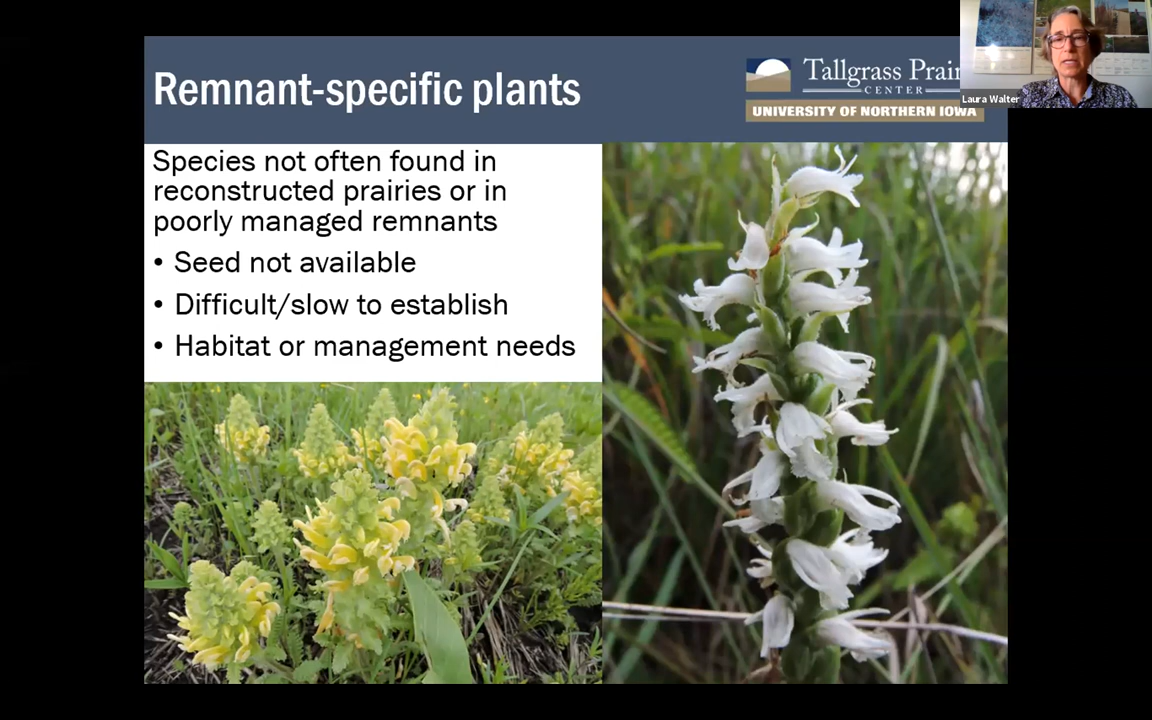 Remnant-specific plants
Tallgrass Prai
CENTER
UNIVERSITY OF NORTHERN IOWA
Laura Walter
Species not often found in
reconstructed prairies or in
poorly managed remnants
• Seed not available
• Difficult/slow to establish
• Habitat or management needs